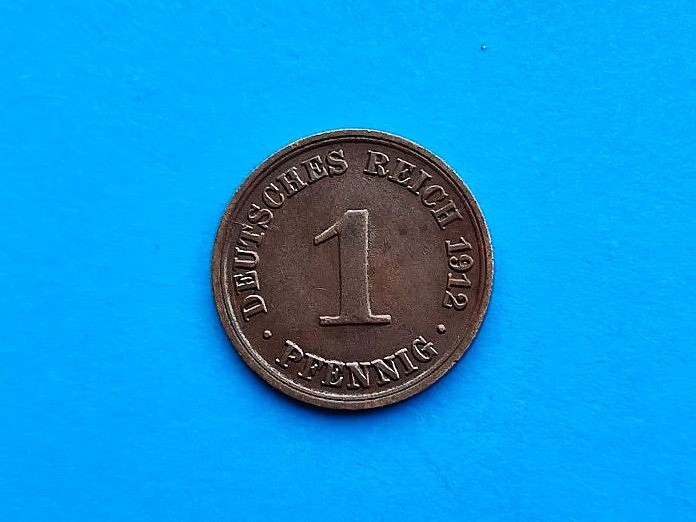 DEUTSCHES REICH 1912
1
• PFENNIG •